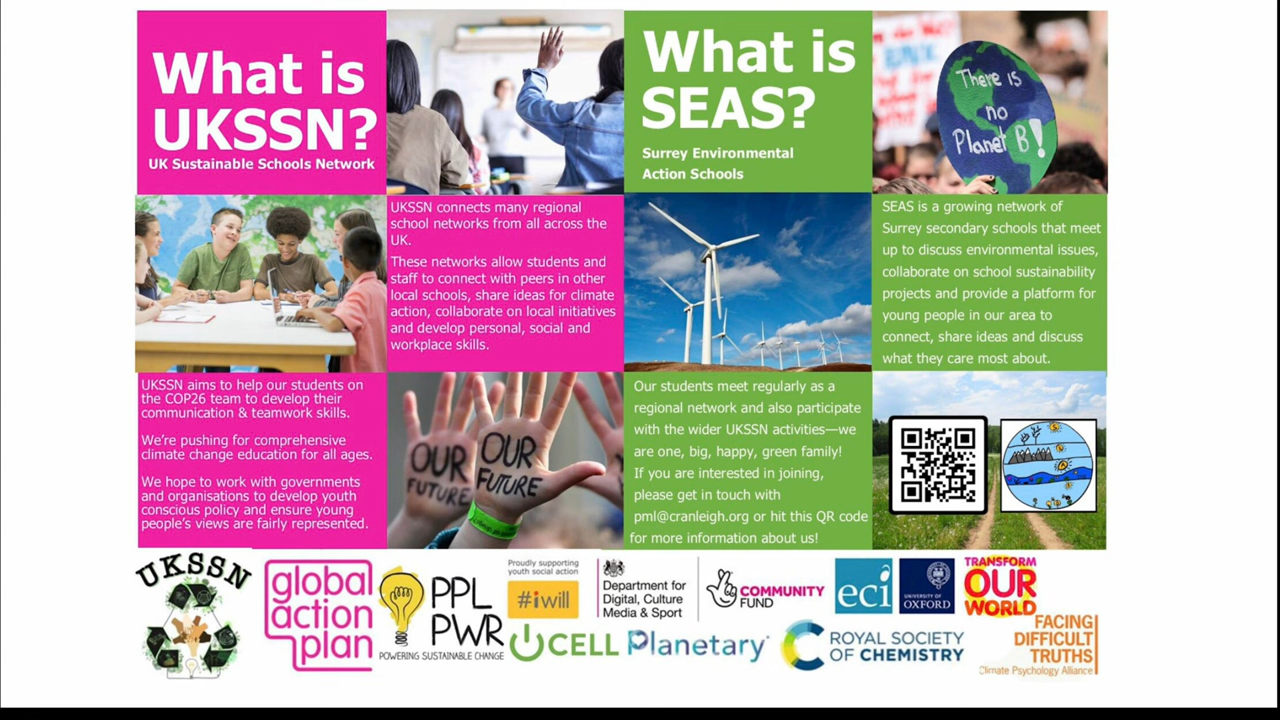 What is
UKSSN?
UK Sustainable Schools Network
What is
SEAS?
Surrey Environmental
Action Schools
There is
no
Planet B!
UKSSN connects many regional
school networks from all across the
UK.
These networks allow students and
staff to connect with peers in other
local schools, share ideas for climate
action, collaborate on local initiatives
and develop personal, social and
workplace skills.
SEAS is a growing network of
Surrey secondary schools that meet
up to discuss environmental issues,
collaborate on school sustainability
projects and provide a platform for
young people in our area to
connect, share ideas and discuss
what they care most about.
UKSSN aims to help our students on
the COP26 team to develop their
communication & teamwork skills.
We're pushing for comprehensive
climate change education for all ages.
We hope to work with governments
and organisations to develop youth
conscious policy and ensure young
people's views are fairly represented.
OUR
FUTURE
OUR
FUTURE
Our students meet regularly as a
regional network and also participate
with the wider UKSSN activities—we
are one, big, happy, green family!
If you are interested in joining,
please get in touch with
pml@cranleigh.org or hit this QR code
for more information about us!
UKSSN
global
action
plan
PPL
PWR
POWERING SUSTAINABLE CHANGE
Proudly supporting
youth social action
#iwill
Department for
Digital, Culture
Media & Sport
COMMUNITY
FUND
eci
UNIVERSITY OF
OXFORD
TRANSFORM
OUR
WORLD
CELL
Planetary
ROYAL SOCIETY
OF CHEMISTRY
FACING
DIFFICULT
TRUTHS
Climate Psychology Alliance